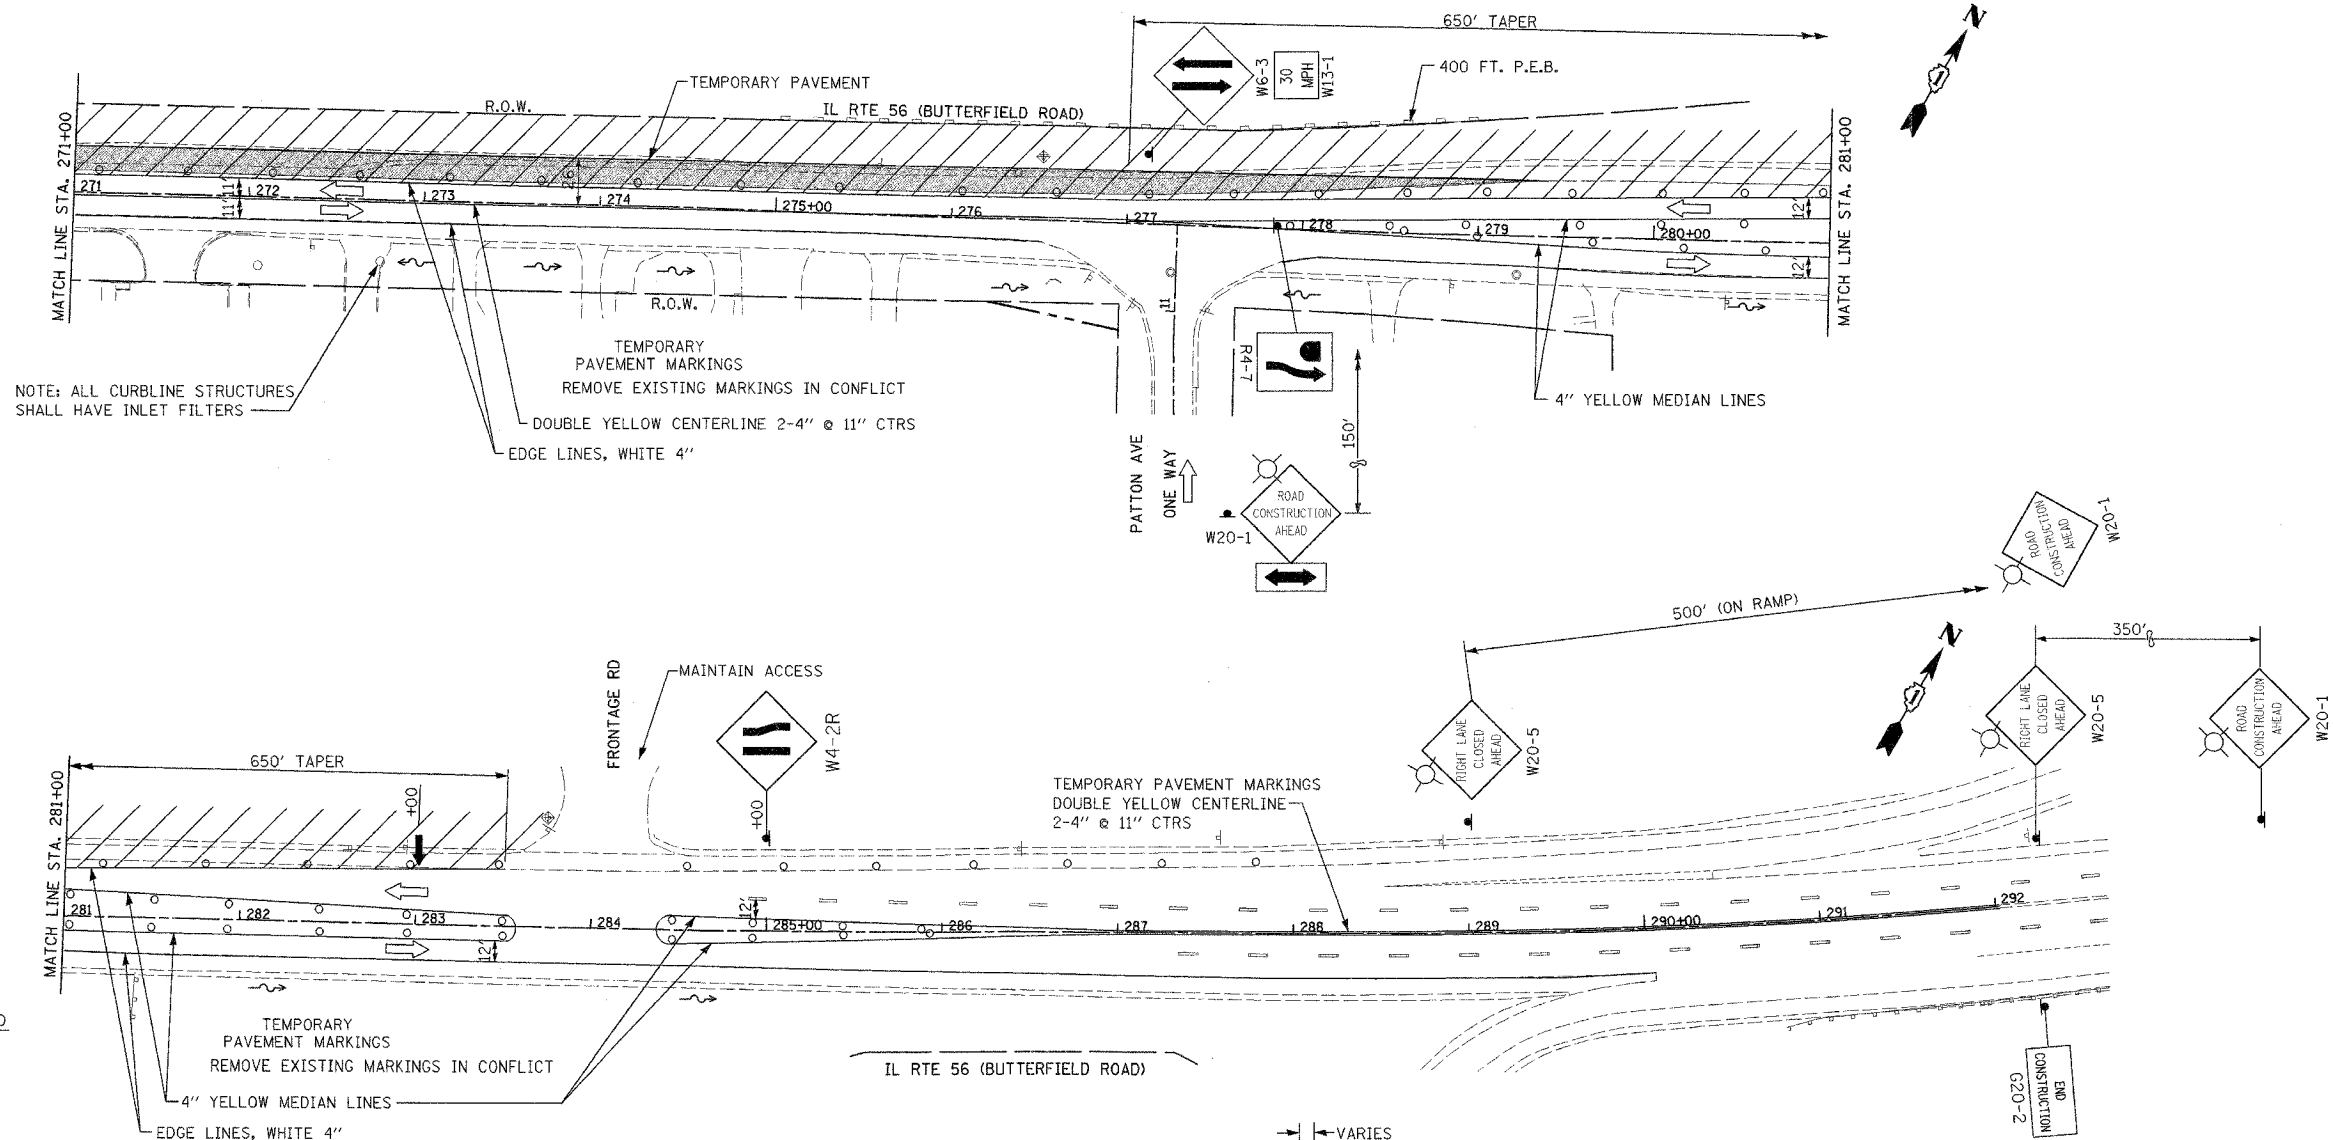 650' TAPER
N
1
W6-3
30
MPH
W13-1
400 FT. P.E.B.
TEMPORARY PAVEMENT
R.O.W.
IL RTE 56 (BUTTERFIELD ROAD)
MATCH LINE STA. 271+00
MATCH LINE STA. 281+00
271
272
273
274
275+00
276
277
278
279
280+00
11'
11'
26'
12'
12'
R.O.W.
11
NOTE: ALL CURBLINE STRUCTURES
SHALL HAVE INLET FILTERS
TEMPORARY
PAVEMENT MARKINGS
REMOVE EXISTING MARKINGS IN CONFLICT
DOUBLE YELLOW CENTERLINE 2-4" @ 11" CTRS
EDGE LINES, WHITE 4"
R4-7
4" YELLOW MEDIAN LINES
PATTON AVE
ONE WAY
150'
ROAD
CONSTRUCTION
AHEAD
W20-1
ROAD
CONSTRUCTION
AHEAD
W20-1
500' (ON RAMP)
N
1
350'
FRONTAGE RD
MAINTAIN ACCESS
W4-2R
RIGHT LANE
CLOSED
AHEAD
W20-5
RIGHT LANE
CLOSED
AHEAD
W20-5
ROAD
CONSTRUCTION
AHEAD
W20-1
650' TAPER
+00
+00
TEMPORARY PAVEMENT MARKINGS
DOUBLE YELLOW CENTERLINE
2-4" @ 11" CTRS
MATCH LINE STA. 281+00
281
282
283
284
285+00
286
287
288
289
290+00
291
292
12'
12'
TEMPORARY
PAVEMENT MARKINGS
REMOVE EXISTING MARKINGS IN CONFLICT
4" YELLOW MEDIAN LINES
EDGE LINES, WHITE 4"
IL RTE 56 (BUTTERFIELD ROAD)
END
CONSTRUCTION
G20-2
VARIES